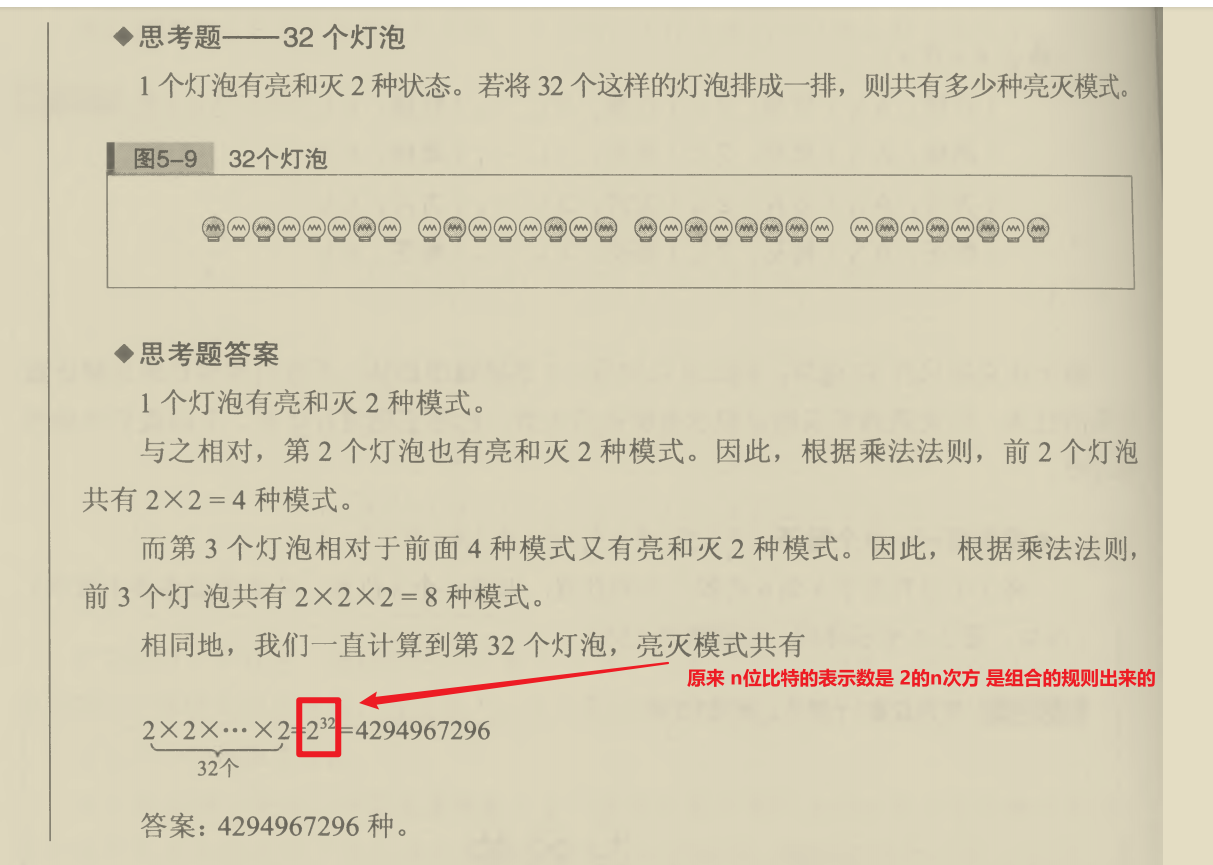 ◆思考题——32 个灯泡
1 个灯泡有亮和灭 2 种状态。若将 32 个这样的灯泡排成一排，则共有多少种亮灭模式。
图5-9 32个灯泡
◆思考题答案
1 个灯泡有亮和灭 2 种模式。
与之相对，第 2 个灯泡也有亮和灭 2 种模式。因此，根据乘法法则，前 2 个灯泡
共有 2×2 = 4 种模式。
而第 3 个灯泡相对于前面 4 种模式又有亮和灭 2 种模式。因此，根据乘法法则，
前 3 个灯 泡共有 2×2×2 = 8 种模式。
相同地，我们一直计算到第 32 个灯泡，亮灭模式共有
原来 n位比特的表示数是 2的n次方 是组合的规则出来的
2×2×⋯×2=2³²=4294967296
32个
答案：4294967296 种。